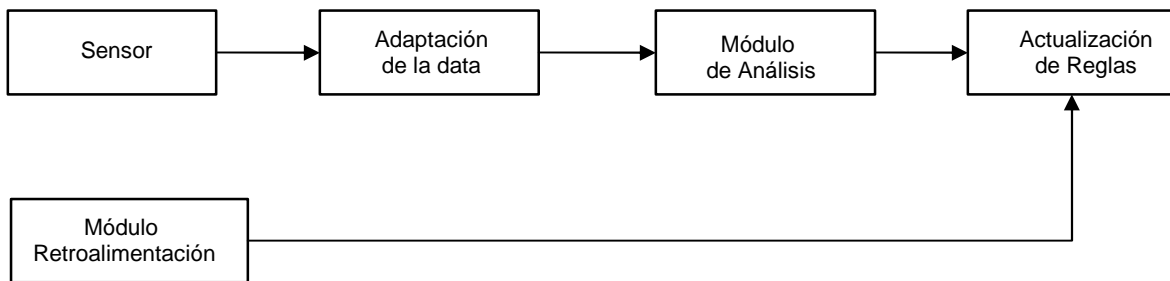 Sensor
Adaptación
de la data
Módulo
de Análisis
Actualización
de Reglas
Módulo
Retroalimentación